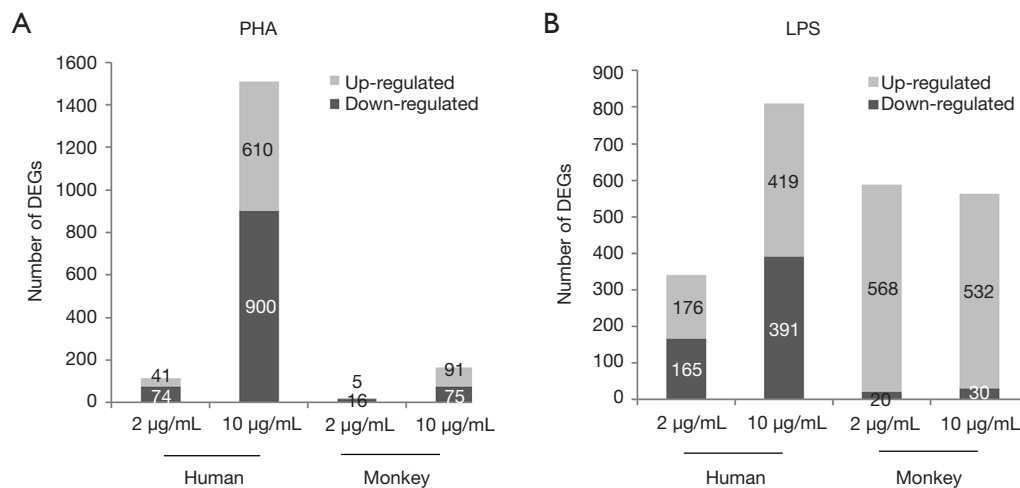 A
PHA
1600
1400
1200
1000
800
600
400
200
0
Number of DEGs
Up-regulated
Down-regulated
41
74
610
900
5
16
91
75
2 µg/mL
10 µg/mL
2 µg/mL
10 µg/mL
Human
Monkey
B
LPS
900
800
700
600
500
400
300
200
100
0
Number of DEGs
Up-regulated
Down-regulated
176
165
419
391
568
20
532
30
2 µg/mL
10 µg/mL
2 µg/mL
10 µg/mL
Human
Monkey